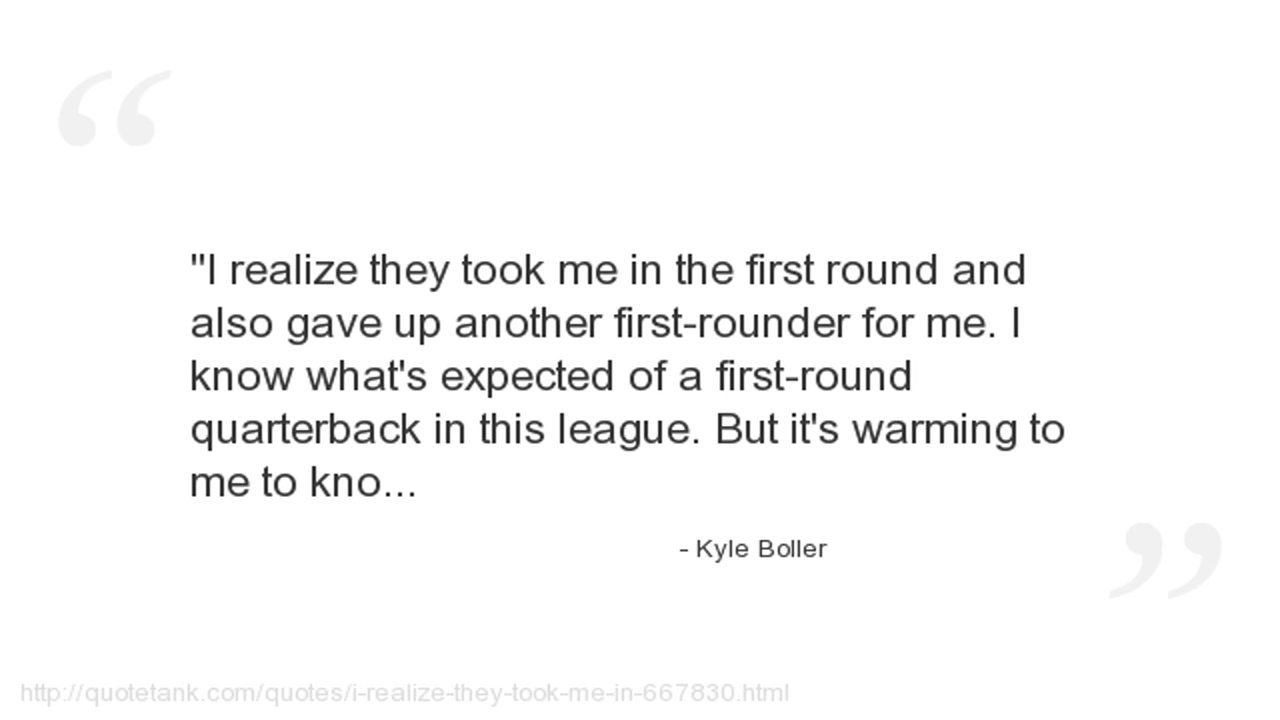 "I realize they took me in the first round and
also gave up another first-rounder for me. I
know what's expected of a first-round
quarterback in this league. But it's warming to
me to kno...
- Kyle Boller
http://quotetank.com/quotes/i-realize-they-took-me-in-667830.html